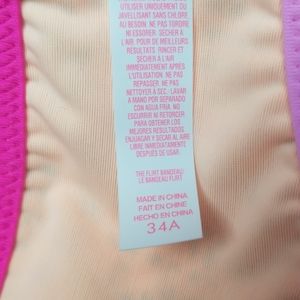 UTILISER UNIQUEMENT OU
JAVELLISANT SANS CHLORE
AU BESOIN; NE PAS TORDRE
NI ESSORER; SÉCHER À
L'AIR. POUR DE MEILLEURS
RÉSULTATS, RINCER ET
SÉCHER À L'AIR
IMMÉDIATEMENT APRÈS
L'UTILISATION. NE PAS
REPASSER. NE PAS
NETTOYER À SEC. LAVAR
A MANO POR SEPARADO
CON AGUA FRIA. NO
ESCURRIR NI RETORCER.
PARA OBTENER LOS
MEJORES RESULTADOS,
ENJUAGAR Y SECAR AL AIRE
LIBRE INMEDIATAMENTE
DESPUES DE USAR.
THE FLIRT BANDEAU/
LE BANDEAU FLIRT
MADE IN CHINA
FAIT EN CHINE
HECHO EN CHINA
34A